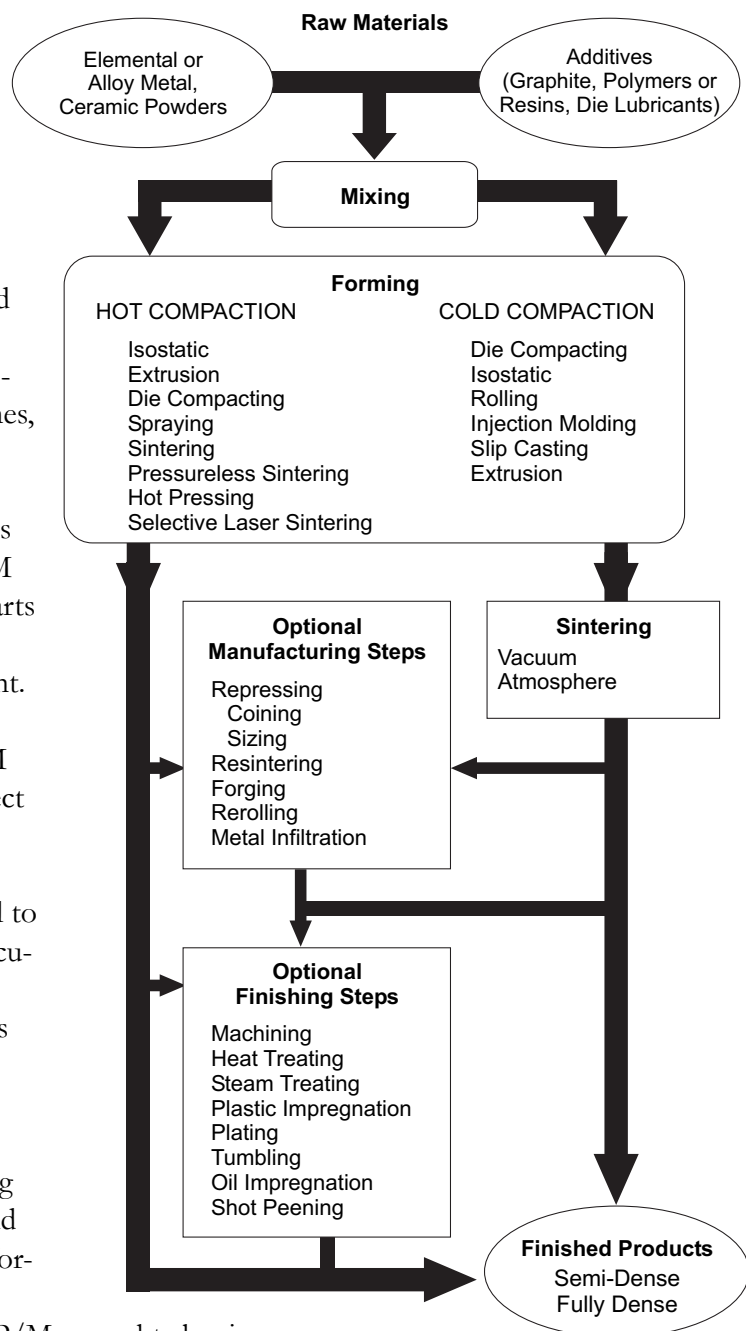 Raw Materials
Elemental or
Alloy Metal,
Ceramic Powders
Additives
(Graphite, Polymers or
Resins, Die Lubricants)
Mixing
Forming
HOT COMPACTION
Isostatic
Extrusion
Die Compacting
Spraying
Sintering
Pressureless Sintering
Hot Pressing
Selective Laser Sintering
COLD COMPACTION
Die Compacting
Isostatic
Rolling
Injection Molding
Slip Casting
Extrusion
Optional
Manufacturing Steps
Repressing
Coining
Sizing
Resintering
Forging
Rerolling
Metal Infiltration
Sintering
Vacuum
Atmosphere
Optional
Finishing Steps
Machining
Heat Treating
Steam Treating
Plastic Impregnation
Plating
Tumbling
Oil Impregnation
Shot Peening
Finished Products
Semi-Dense
Fully Dense
to